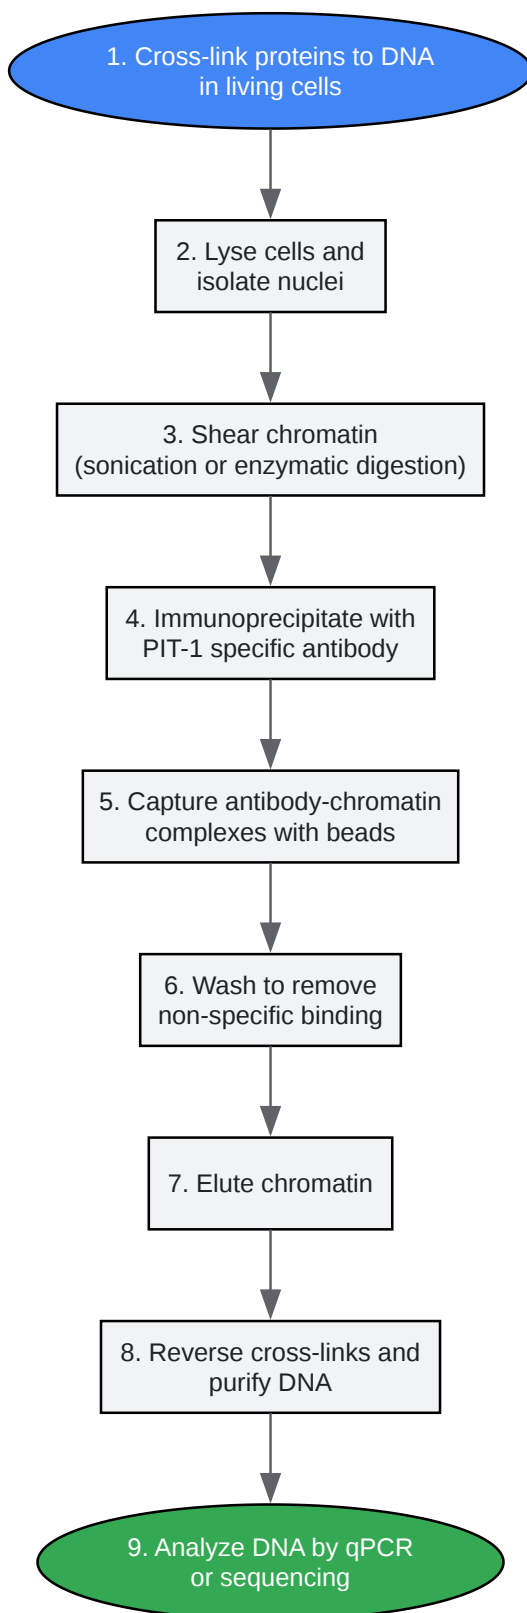 1. Cross-link proteins to DNA
in living cells
2. Lyse cells and
isolate nuclei
3. Shear chromatin
(sonication or enzymatic digestion)
4. Immunoprecipitate with
PIT-1 specific antibody
5. Capture antibody-chromatin
complexes with beads
6. Wash to remove
non-specific binding
7. Elute chromatin
8. Reverse cross-links and
purify DNA
9. Analyze DNA by qPCR
or sequencing